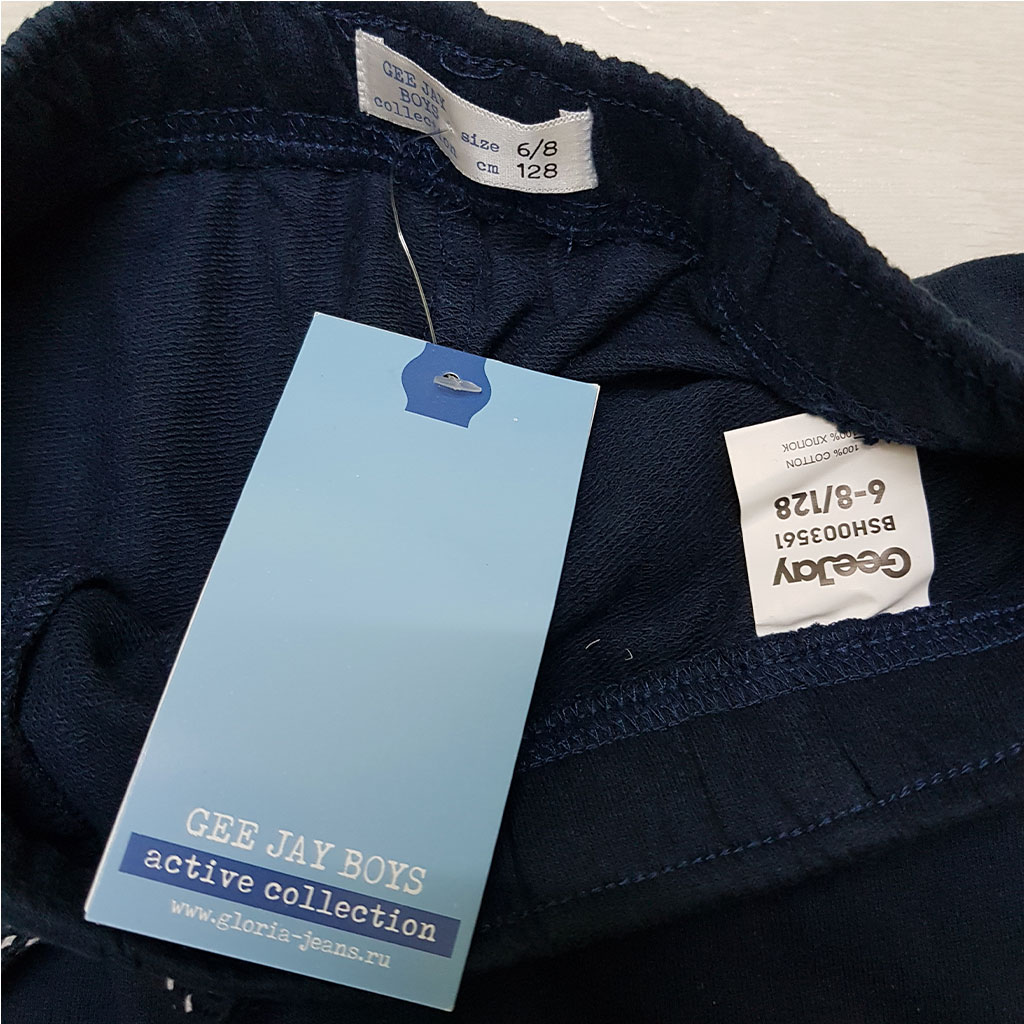 GEE JAY
BOYS
collection
size 6/8
cm 128
GeeJay
BSH003561
6-8/128
100% COTTON
100% ХЛОПОК
GEE JAY BOYS
active collection
www.gloria-jeans.ru